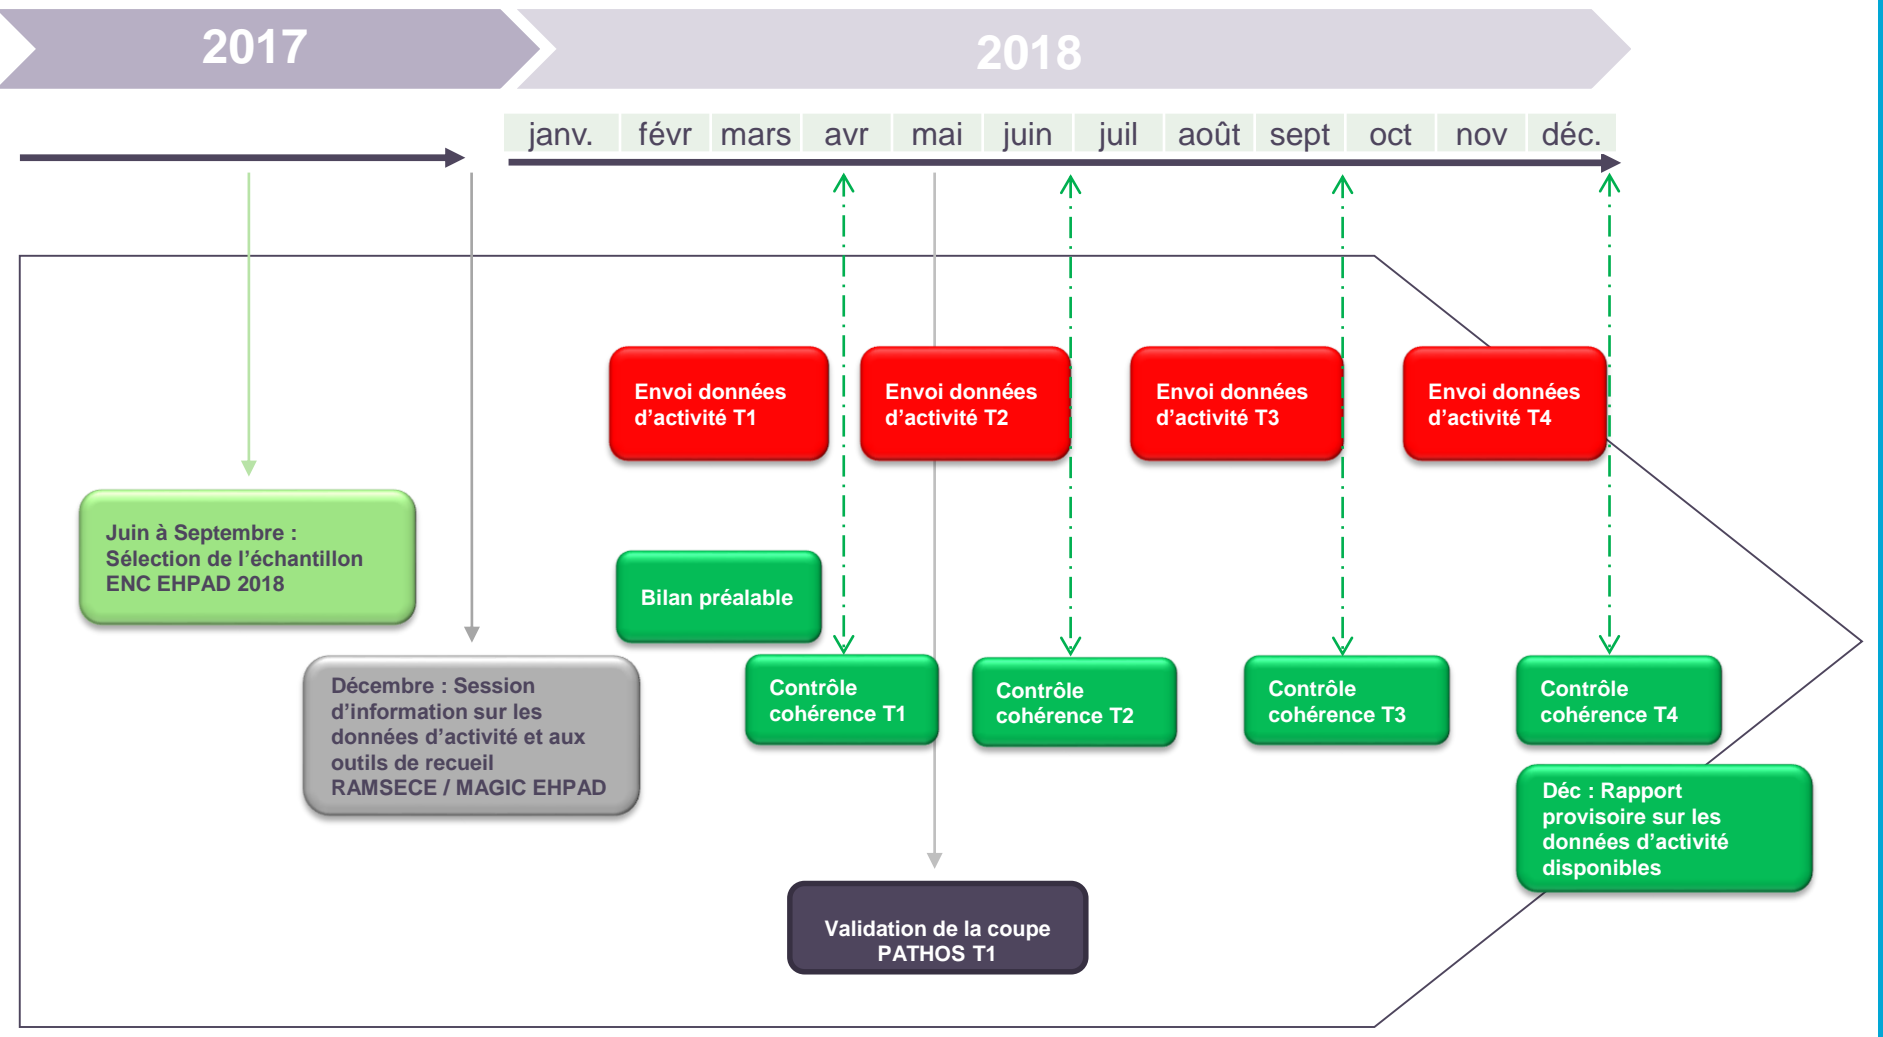 2017
2018
janv. févr mars avr mai juin juil août sept oct nov déc.
Envoi données
d’activité T1
Envoi données
d’activité T2
Envoi données
d’activité T3
Envoi données
d’activité T4
Juin à Septembre :
Sélection de l’échantillon
ENC EHPAD 2018
Bilan préalable
Décembre : Session
d’information sur les
données d’activité et aux
outils de recueil
RAMSECE / MAGIC EHPAD
Contrôle
cohérence T1
Contrôle
cohérence T2
Contrôle
cohérence T3
Contrôle
cohérence T4
Déc : Rapport
provisoire sur les
données d’activité
disponibles
Validation de la coupe
PATHOS T1